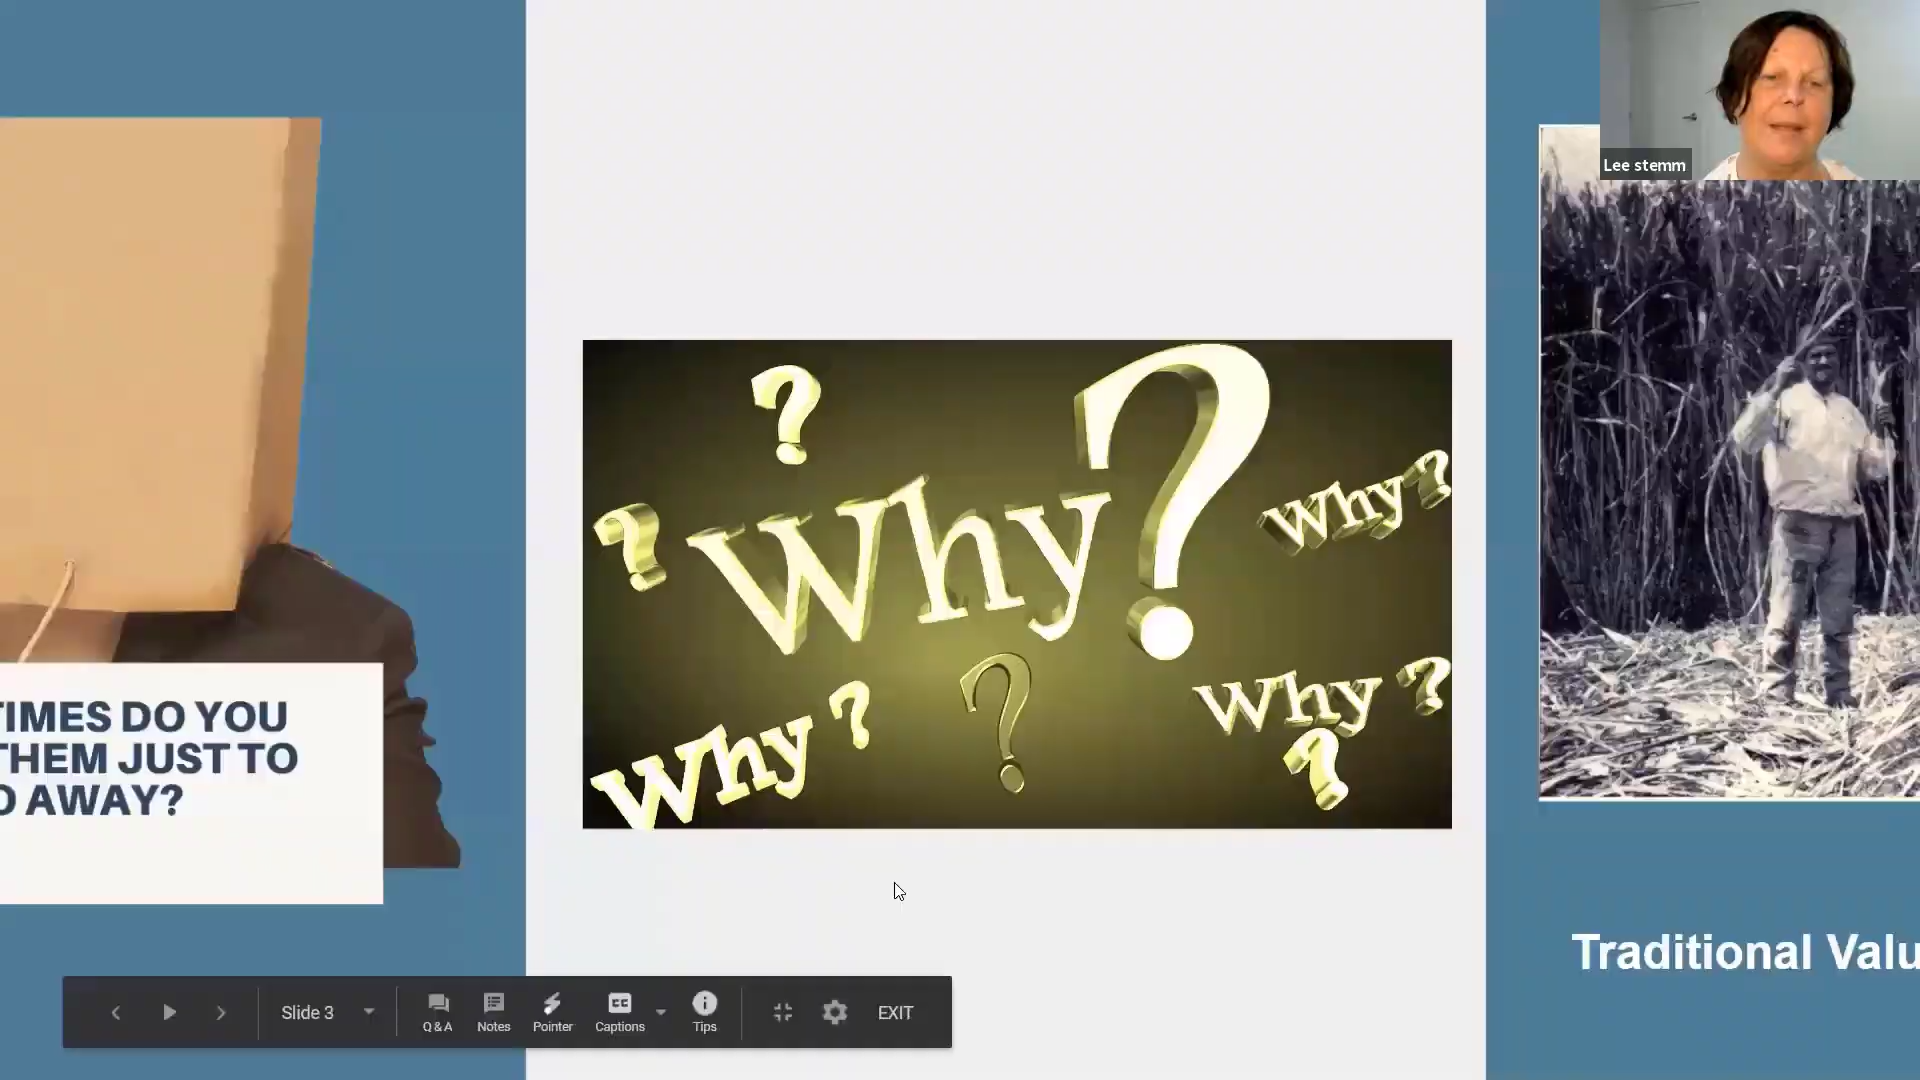 Lee stemm
TIMES DO YOU
THEM JUST TO
AWAY?
?
?
Why?
Why?
Why ?
?
Why ?
?
Traditional Valu
Slide 3
Q & A
Notes
Pointer
CC
Captions
Tips
EXIT